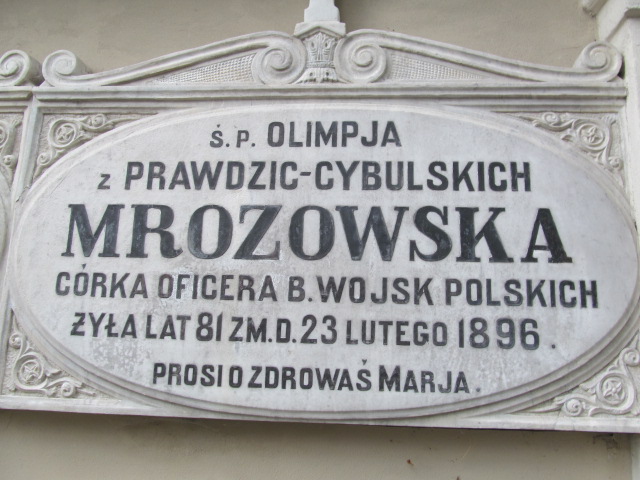 Ś.P. OLIMPJA
Z PRAWDZIC-CYBULSKICH
MROZOWSKA
CÓRKA OFICERA B. WOJSK POLSKICH
ŻYŁA LAT 81 ZM. D. 23 LUTEGO 1896.
PROSI O ZDROWAŚ MARJA.